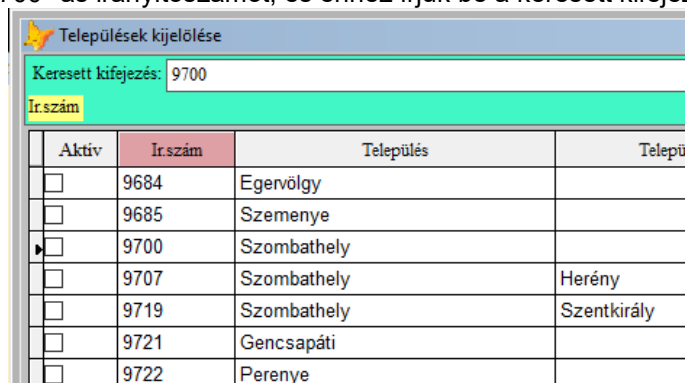 Települések kijelölése
Keresett kifejezés: 9700
Ir.szám
Aktív Ir.szám Település
9684 Egervölgy
9685 Szemenye
9700 Szombathely
9707 Szombathely Herény
9719 Szombathely Szentkirály
9721 Gencsapáti
9722 Perenye